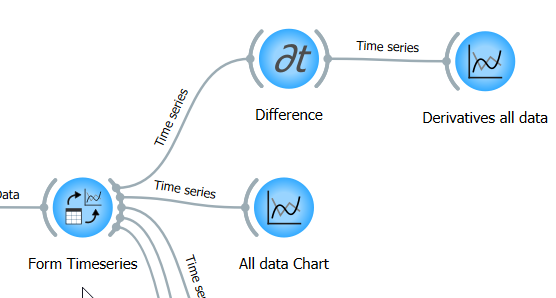 Time series
∂t
Time series
Difference
Derivatives all data
Data
Time series
Form Timeseries
All data Chart
Time se